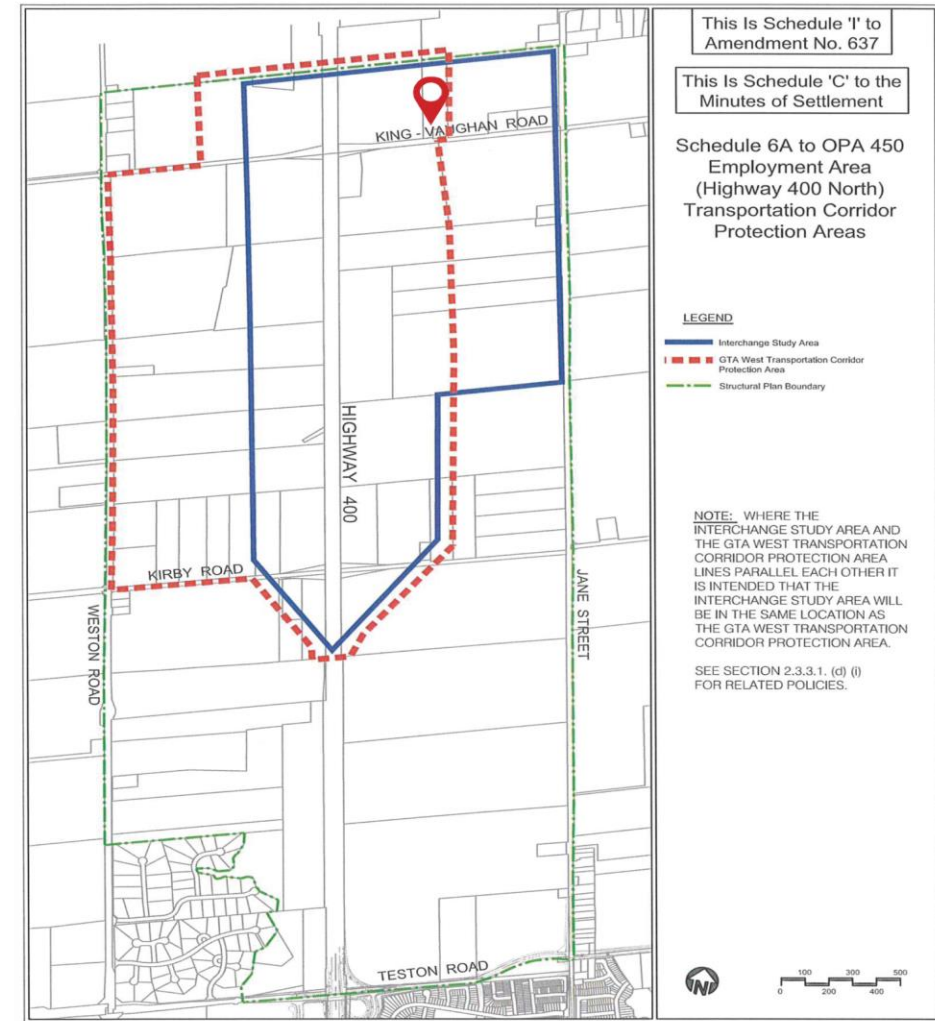 This Is Schedule 'I' to
Amendment No. 637
This Is Schedule 'C' to the
Minutes of Settlement
Schedule 6A to OPA 450
Employment Area
(Highway 400 North)
Transportation Corridor
Protection Areas
LEGEND
Interchange Study Area
GTA West Transportation Corridor
Protection Area
Structural Plan Boundary
NOTE: WHERE THE
INTERCHANGE STUDY AREA AND
THE GTA WEST TRANSPORTATION
CORRIDOR PROTECTION AREA
LINES PARALLEL EACH OTHER IT
IS INTENDED THAT THE
INTERCHANGE STUDY AREA WILL
BE IN THE SAME LOCATION AS
THE GTA WEST TRANSPORTATION
CORRIDOR PROTECTION AREA.
SEE SECTION 2.3.3.1. (d) (i)
FOR RELATED POLICIES.
KING - VAUGHAN ROAD
HIGHWAY 400
KIRBY ROAD
WESTON ROAD
JANE STREET
TESTON ROAD
N
100 300 500
0 200 400